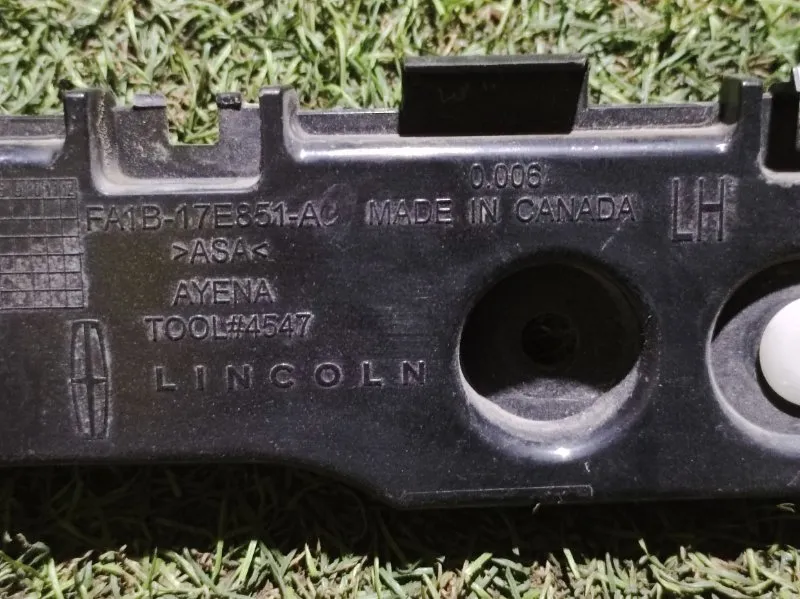 0.006
FA1B-17E851-AC MADE IN CANADA LH
>ASA<
AYENA
TOOL#4547
LINCOLN